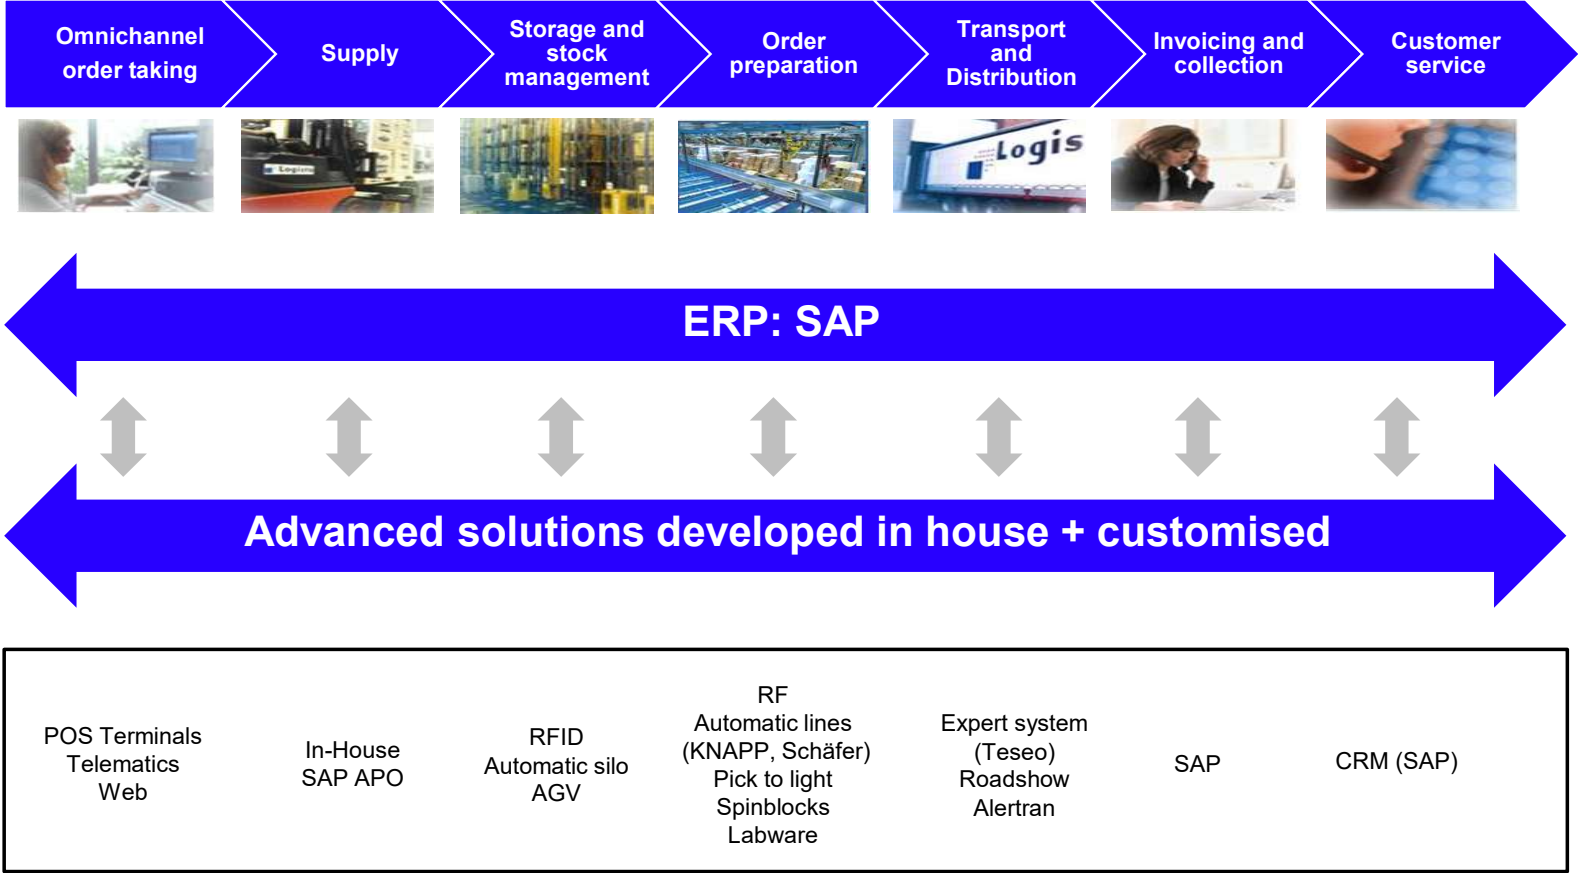 Omnichannel
order taking
Supply
Storage and
stock
management
Order
preparation
Transport
and
Distribution
Invoicing and
collection
Customer
service
Logista
Logis
ERP: SAP
Advanced solutions developed in house + customised
POS Terminals
Telematics
Web
In-House
SAP APO
RFID
Automatic silo
AGV
RF
Automatic lines
(KNAPP, Schäfer)
Pick to light
Spinblocks
Labware
Expert system
(Teseo)
Roadshow
Alertran
SAP
CRM (SAP)